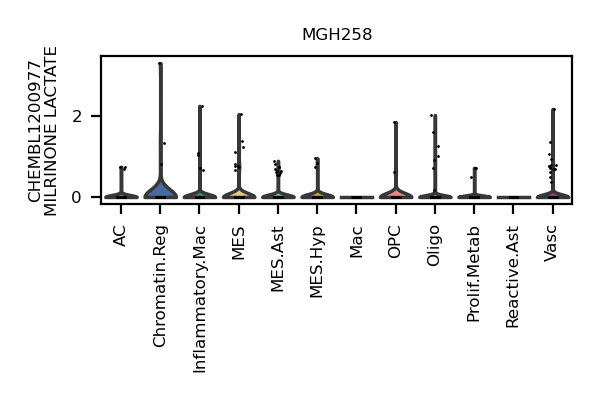 MGH258
CHEMBL1200977
MILRINONE LACTATE
2
0
AC
Chromatin.Reg
Inflammatory.Mac
MES
MES.Ast
MES.Hyp
Mac
OPC
Oligo
Prolif.Metab
Reactive.Ast
Vasc